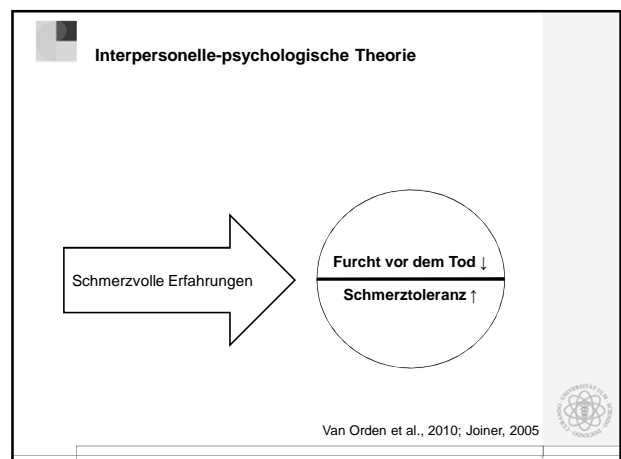 Interpersonelle-psychologische Theorie
Schmerzvolle Erfahrungen
Furcht vor dem Tod ↓
Schmerztoleranz ↑
Van Orden et al., 2010; Joiner, 2005